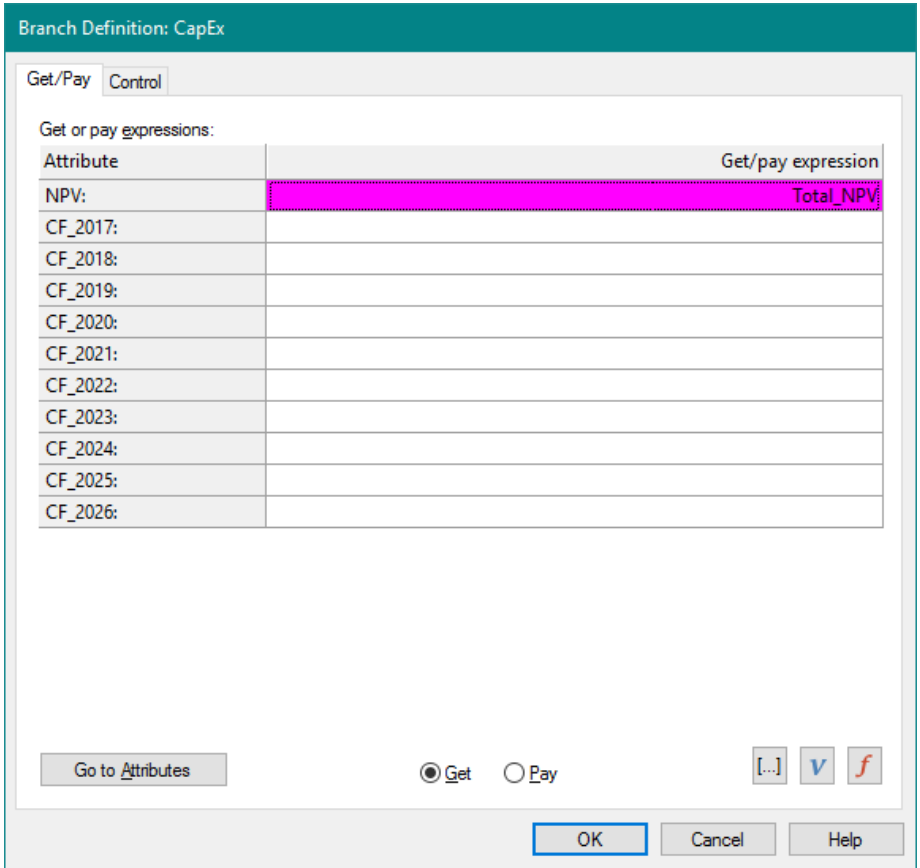 Branch Definition: CapEx
Get/Pay Control
Get or pay expressions:
Attribute Get/pay expression
NPV: Total_NPV
CF_2017:
CF_2018:
CF_2019:
CF_2020:
CF_2021:
CF_2022:
CF_2023:
CF_2024:
CF_2025:
CF_2026:
Go to Attributes Get Pay [...] V f
OK Cancel Help